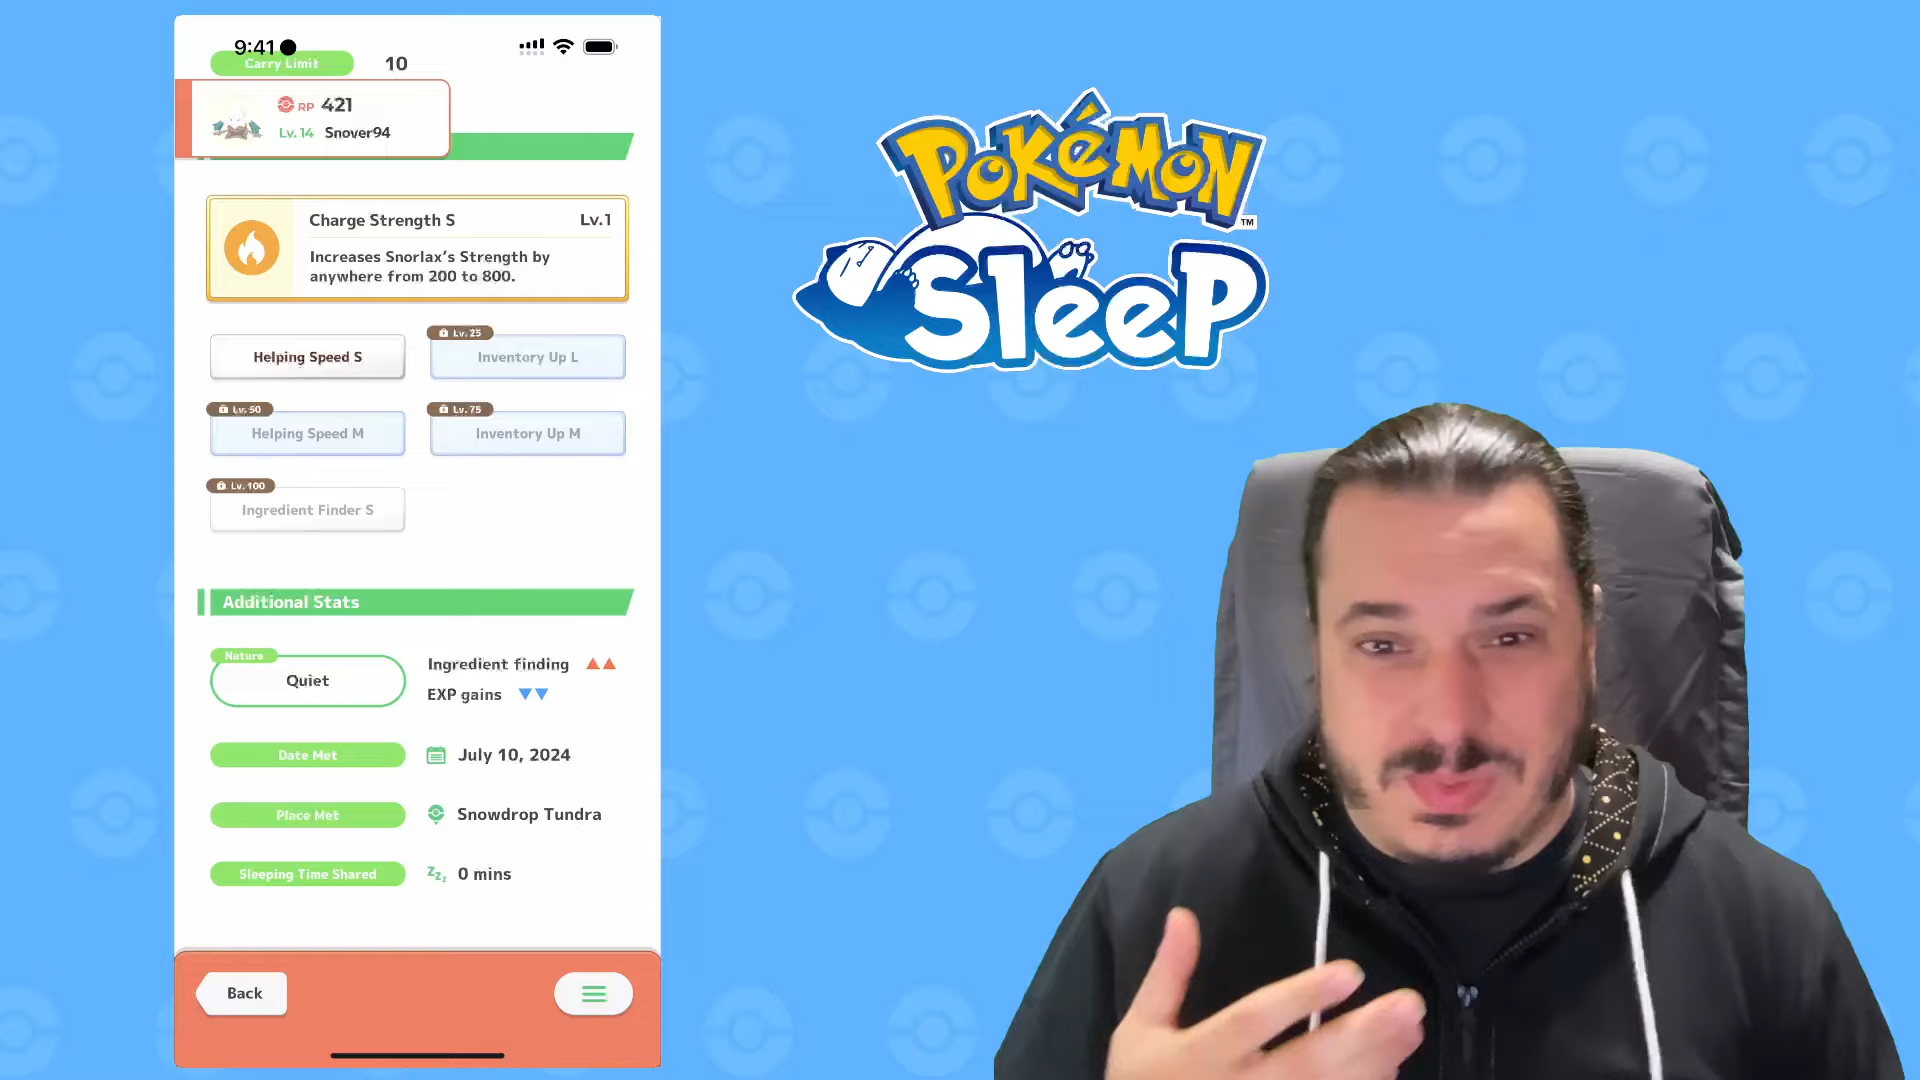 9:41
Carry Limit 10
RP 421
Lv.14 Snover94
Charge Strength S Lv.1
Increases Snorlax's Strength by
anywhere from 200 to 800.
Helping Speed S
Lv.25
Inventory Up L
Lv.50
Helping Speed M
Lv.75
Inventory Up M
Lv.100
Ingredient Finder S
Additional Stats
Nature
Quiet
Ingredient finding
EXP gains
Date Met July 10, 2024
Place Met Snowdrop Tundra
Sleeping Time Shared zzz 0 mins
Back
POKéMON
TM
SleeP